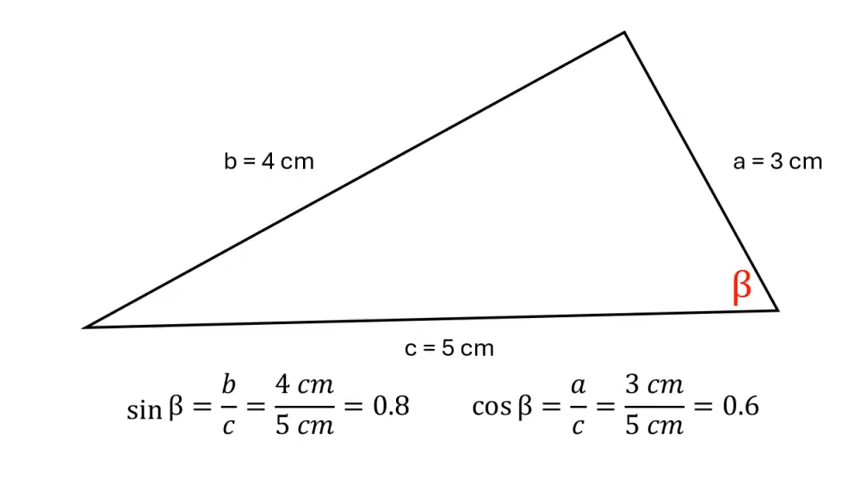 b = 4 cm
a = 3 cm
β
c = 5 cm
sin β = b/c = 4 cm/5 cm = 0.8
cos β = a/c = 3 cm/5 cm = 0.6